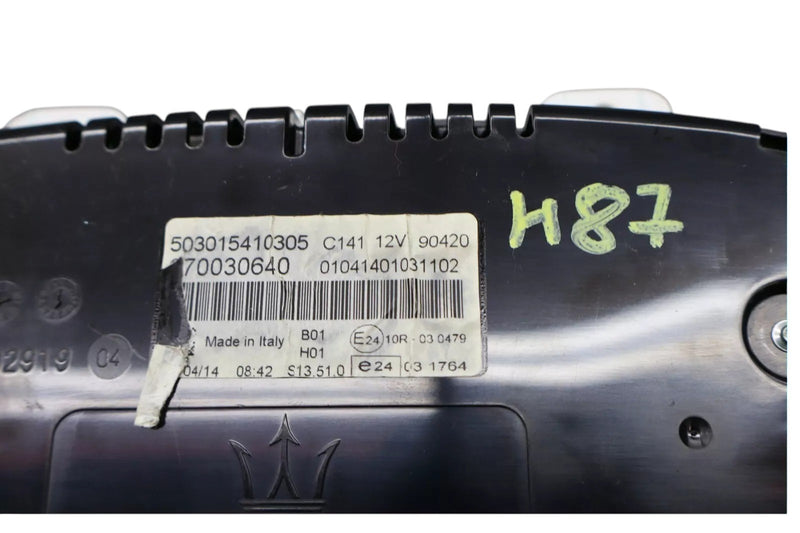 H87
503015410305 C141 12V 90420
70030640 01041401031102
Made in Italy B01 E24 10R - 03 0479
H01
04/14 08:42 S13.51.0 e24 03 1764
2919 04